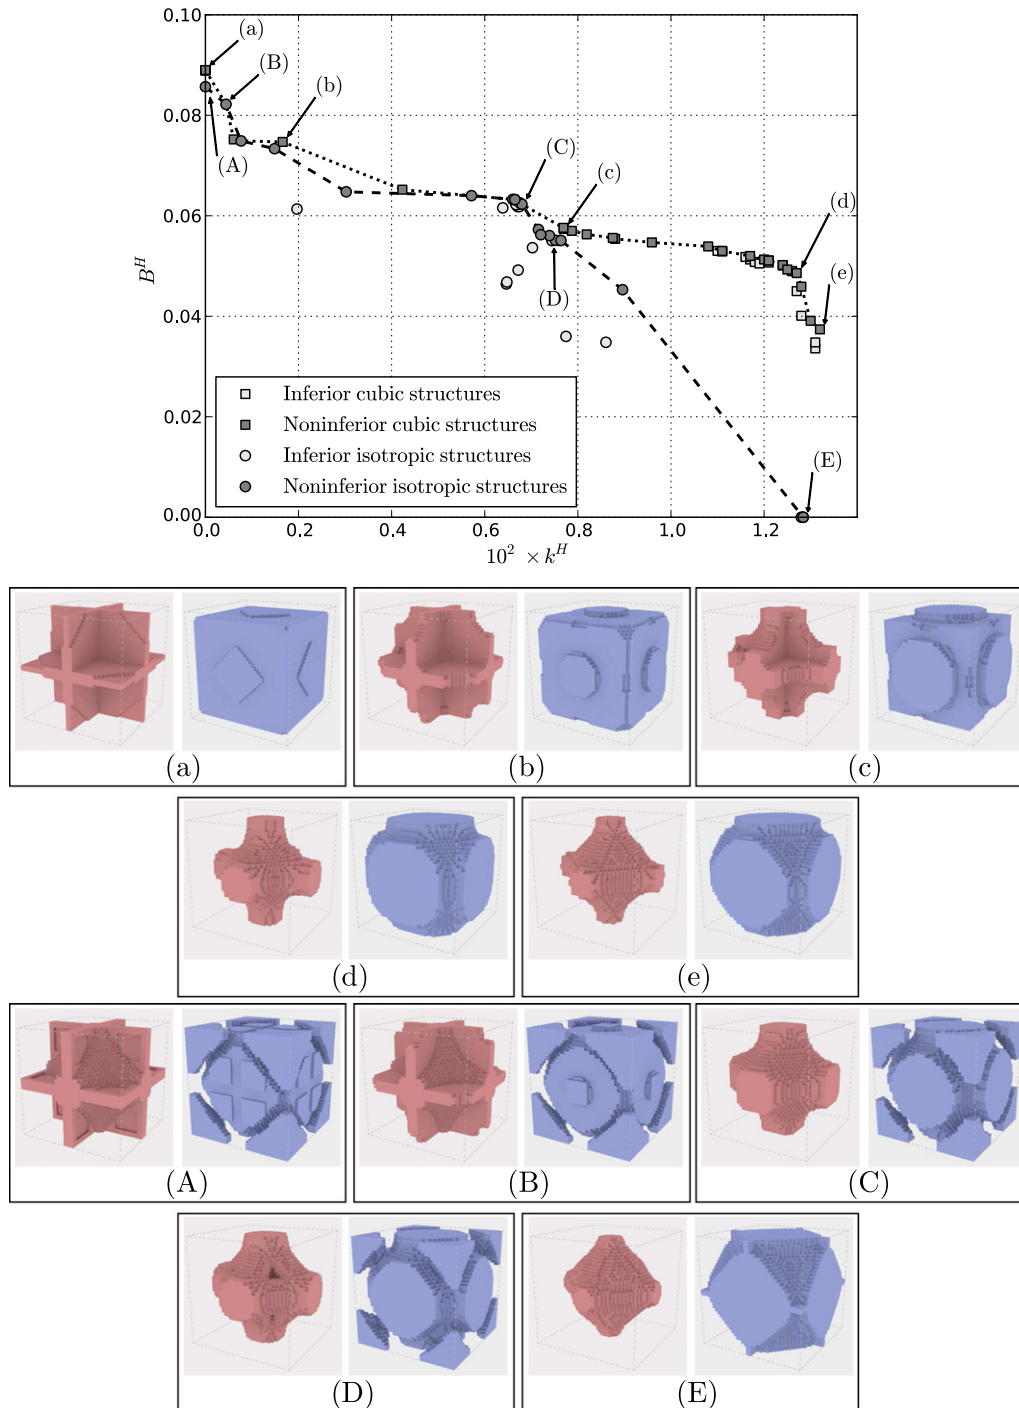 0.10
(a)
(B)
(b)
0.08
(A)
(C)
(c)
0.06
(d)
B^H
(D)
(e)
0.04
Inferior cubic structures
Noninferior cubic structures
0.02
Inferior isotropic structures
(E)
Noninferior isotropic structures
0.00
0.0 0.2 0.4 0.6 0.8 1.0 1.2
10^2 × k^H
(a) (b) (c)
(d) (e)
(A) (B) (C)
(D) (E)